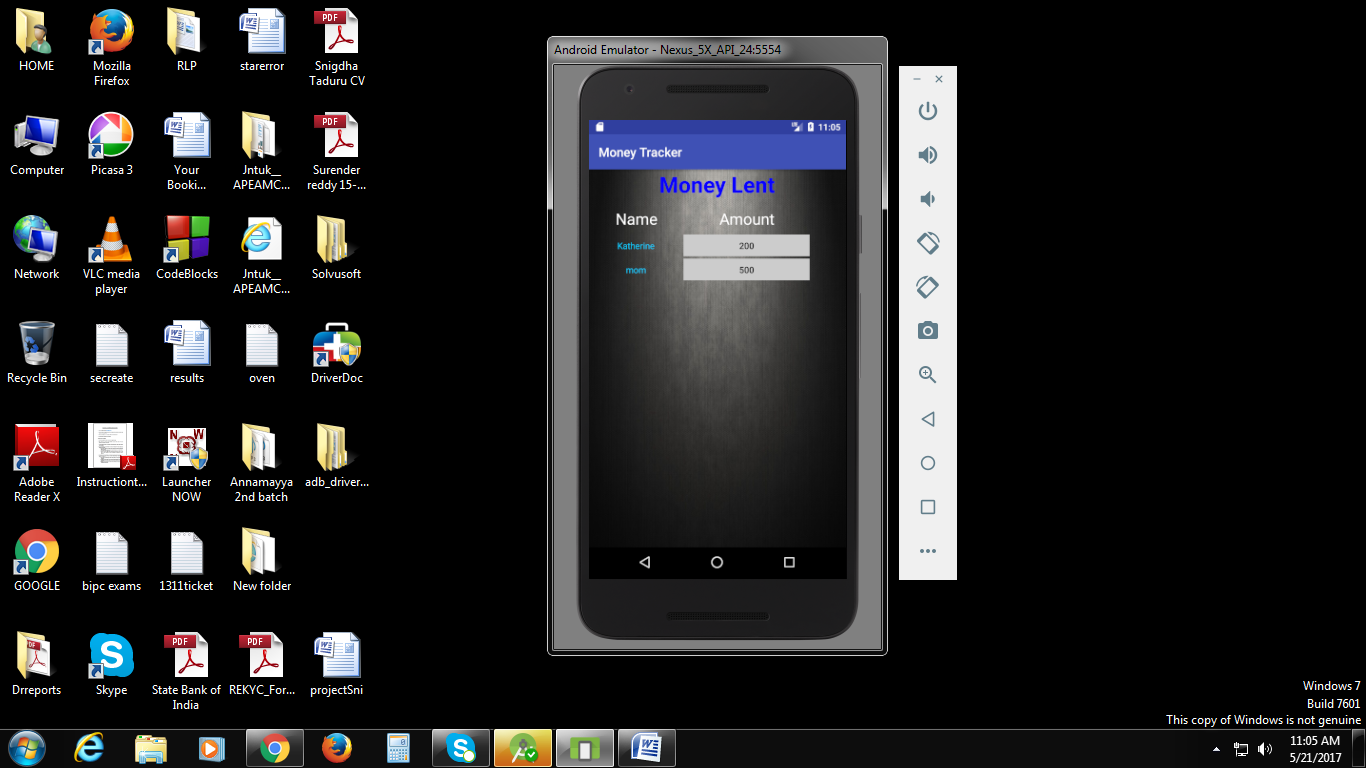 HOME
Mozilla
Firefox
RLP
starerror
Snigdha
Taduru CV
Computer
Picasa 3
Your
Booki...
Jntuk__
APEAMC...
Surender
reddy 15-...
Network
VLC media
player
CodeBlocks
Jntuk__
APEAMC...
Solvusoft
Recycle Bin
secreate
results
oven
DriverDoc
Adobe
Reader X
Instructiont...
Launcher
NOW
Annamayya
2nd batch
adb_driver...
GOOGLE
bipc exams
1311ticket
New folder
Drreports
Skype
State Bank of
India
REKYC_For...
projectSni
Android Emulator - Nexus_5X_API_24:5554
11:05
Money Tracker
Money Lent
Name Amount
Katherine 200
mom 500
Windows 7
Build 7601
This copy of Windows is not genuine
11:05 AM
5/21/2017